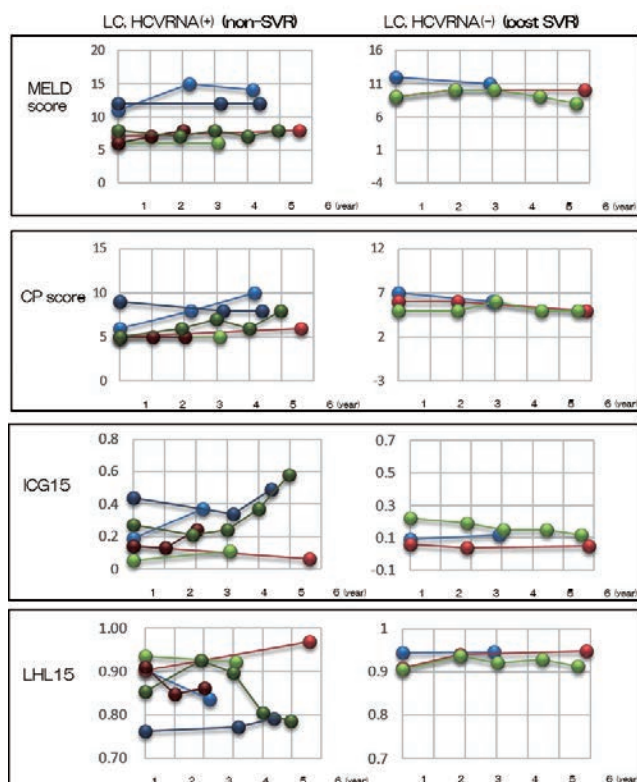 LC. HCVRNA(+) (non-SVR) LC. HCVRNA(-) (post SVR)
MELD score
20
15
10
5
0
1 2 3 4 5 6 (year)
16
11
6
1
-4
1 2 3 4 5 6 (year)
CP score
15
10
5
0
1 2 3 4 5 6 (year)
12
7
2
-3
1 2 3 4 5 6 (year)
ICG15
0.8
0.6
0.4
0.2
0
1 2 3 4 5 6 (year)
0.7
0.5
0.3
0.1
-0.1
1 2 3 4 5 6 (year)
LHL15
1.00
0.90
0.80
0.70
1 2 3 4 5 6 (year)
1
0.9
0.8
0.7
1 2 3 4 5 6 (year)